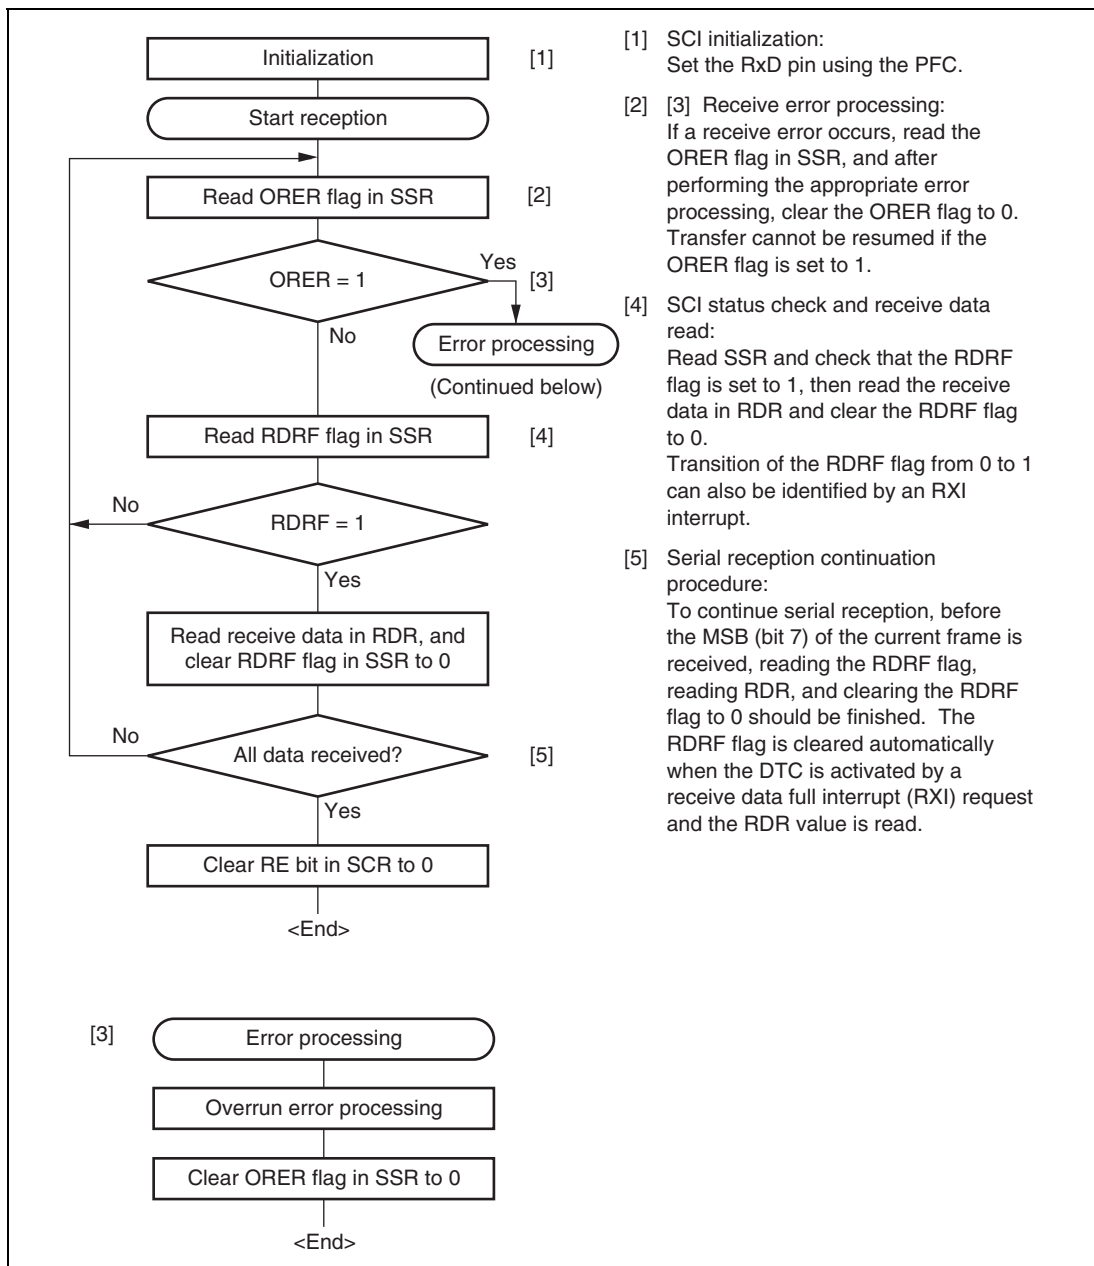 Initialization [1]
Start reception
Read ORER flag in SSR [2]
ORER = 1
Yes [3]
No
Error processing
(Continued below)
Read RDRF flag in SSR [4]
No
RDRF = 1
Yes
Read receive data in RDR, and
clear RDRF flag in SSR to 0
No
All data received? [5]
Yes
Clear RE bit in SCR to 0
<End>
[3] Error processing
Overrun error processing
Clear ORER flag in SSR to 0
<End>
[1] SCI initialization:
Set the RxD pin using the PFC.
[2] [3] Receive error processing:
If a receive error occurs, read the
ORER flag in SSR, and after
performing the appropriate error
processing, clear the ORER flag to 0.
Transfer cannot be resumed if the
ORER flag is set to 1.
[4] SCI status check and receive data
read:
Read SSR and check that the RDRF
flag is set to 1, then read the receive
data in RDR and clear the RDRF flag
to 0.
Transition of the RDRF flag from 0 to 1
can also be identified by an RXI
interrupt.
[5] Serial reception continuation
procedure:
To continue serial reception, before
the MSB (bit 7) of the current frame is
received, reading the RDRF flag,
reading RDR, and clearing the RDRF
flag to 0 should be finished. The
RDRF flag is cleared automatically
when the DTC is activated by a
receive data full interrupt (RXI) request
and the RDR value is read.